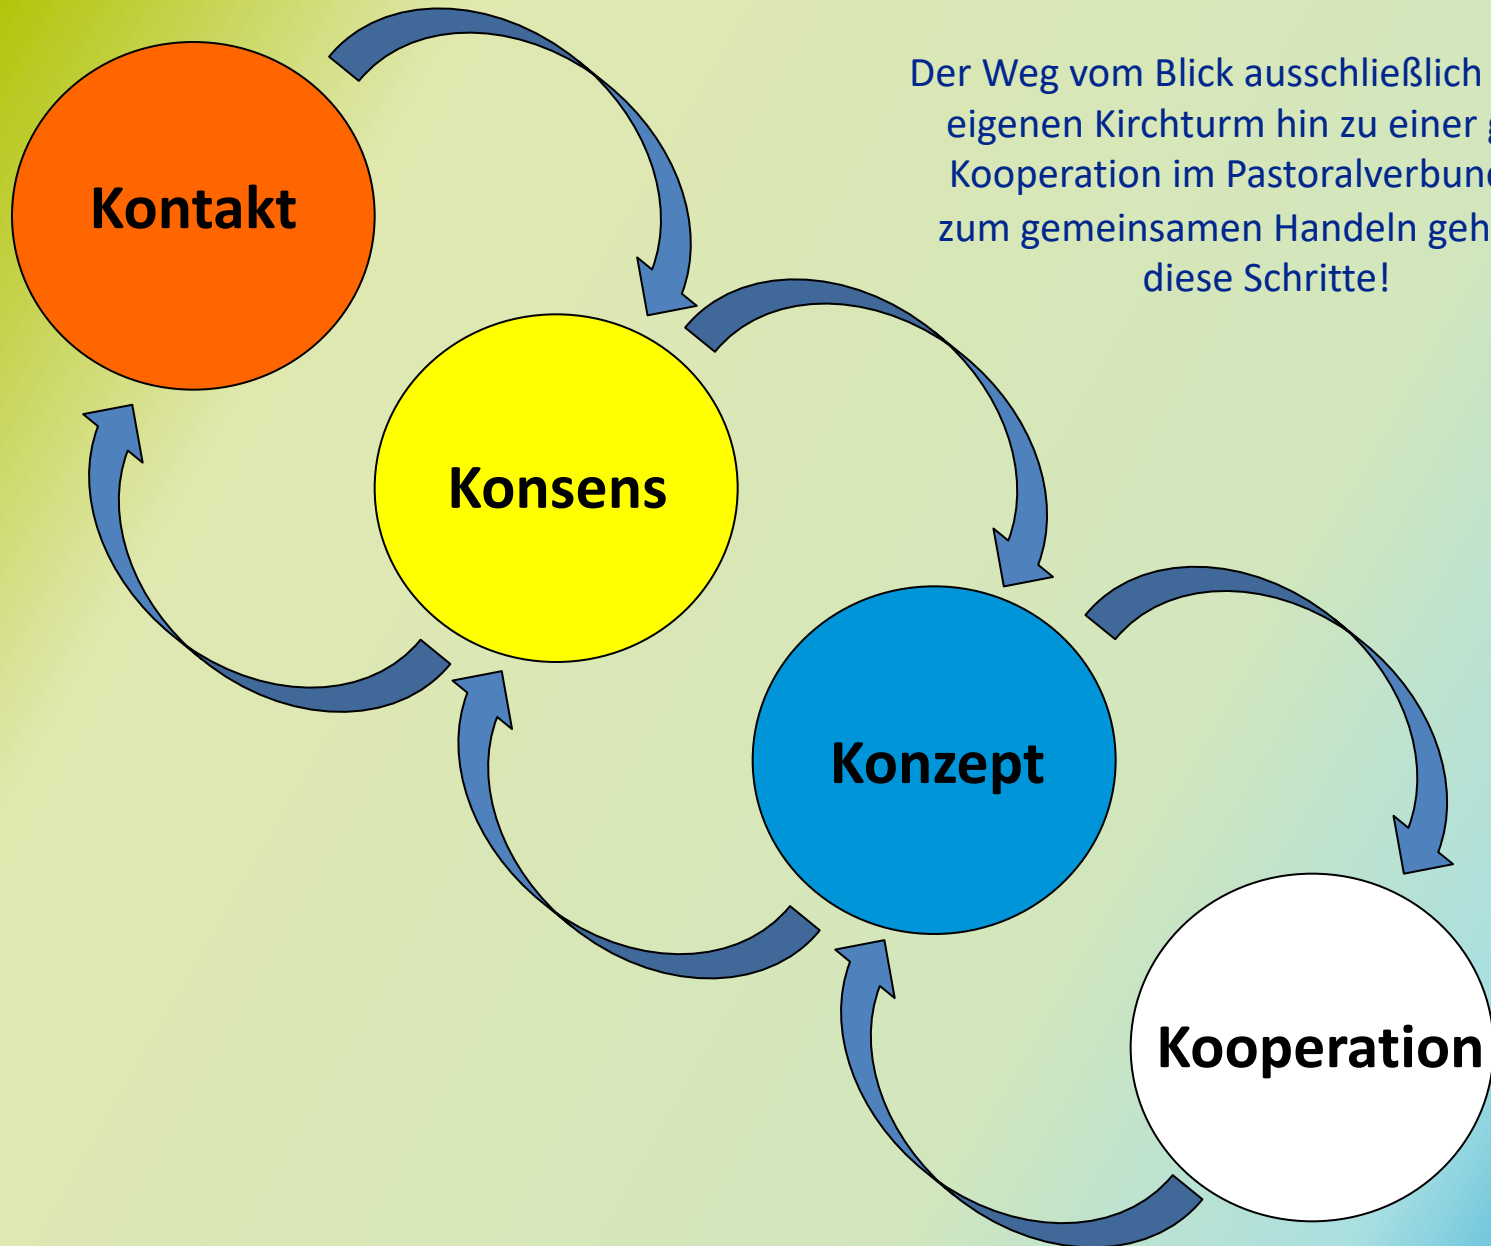 Der Weg vom Blick ausschließlich
eigenen Kirchturm hin zu einer
Kooperation im Pastoralverbun
zum gemeinsamen Handeln geh
diese Schritte!
Kontakt
Konsens
Konzept
Kooperation